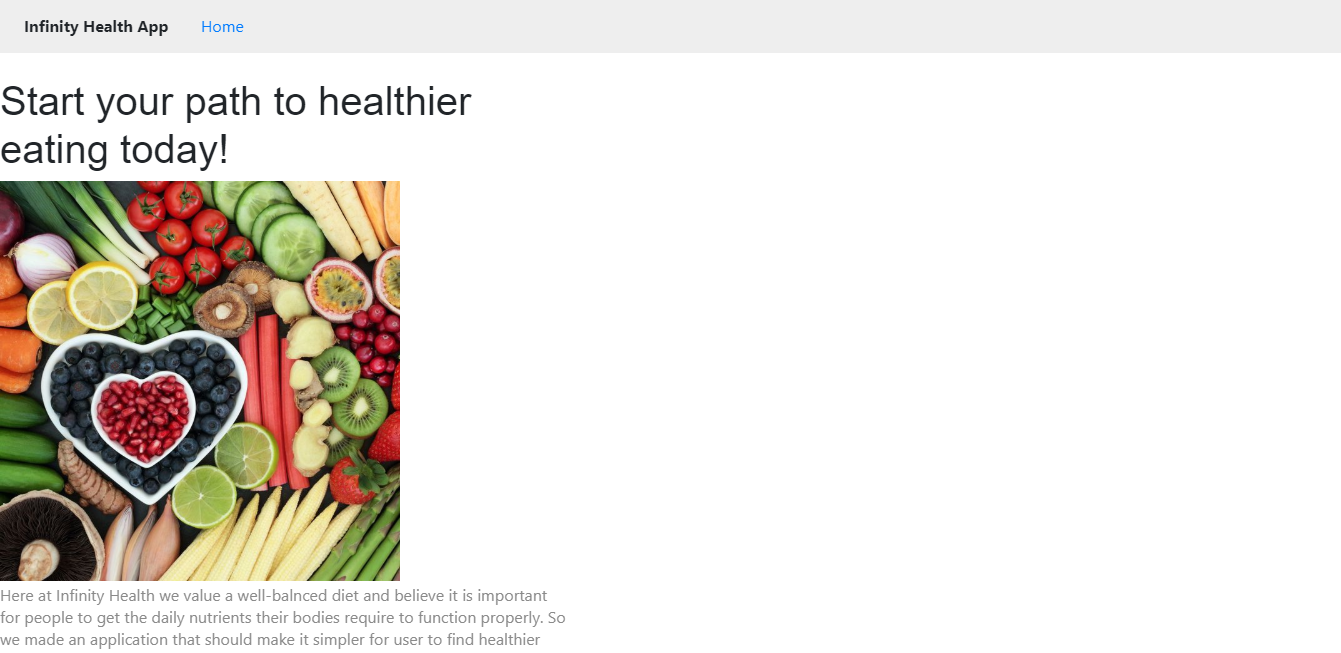 Infinity Health App Home
Start your path to healthier
eating today!
Here at Infinity Health we value a well-balnced diet and believe it is important
for people to get the daily nutrients their bodies require to function properly. So
we made an application that should make it simpler for user to find healthier